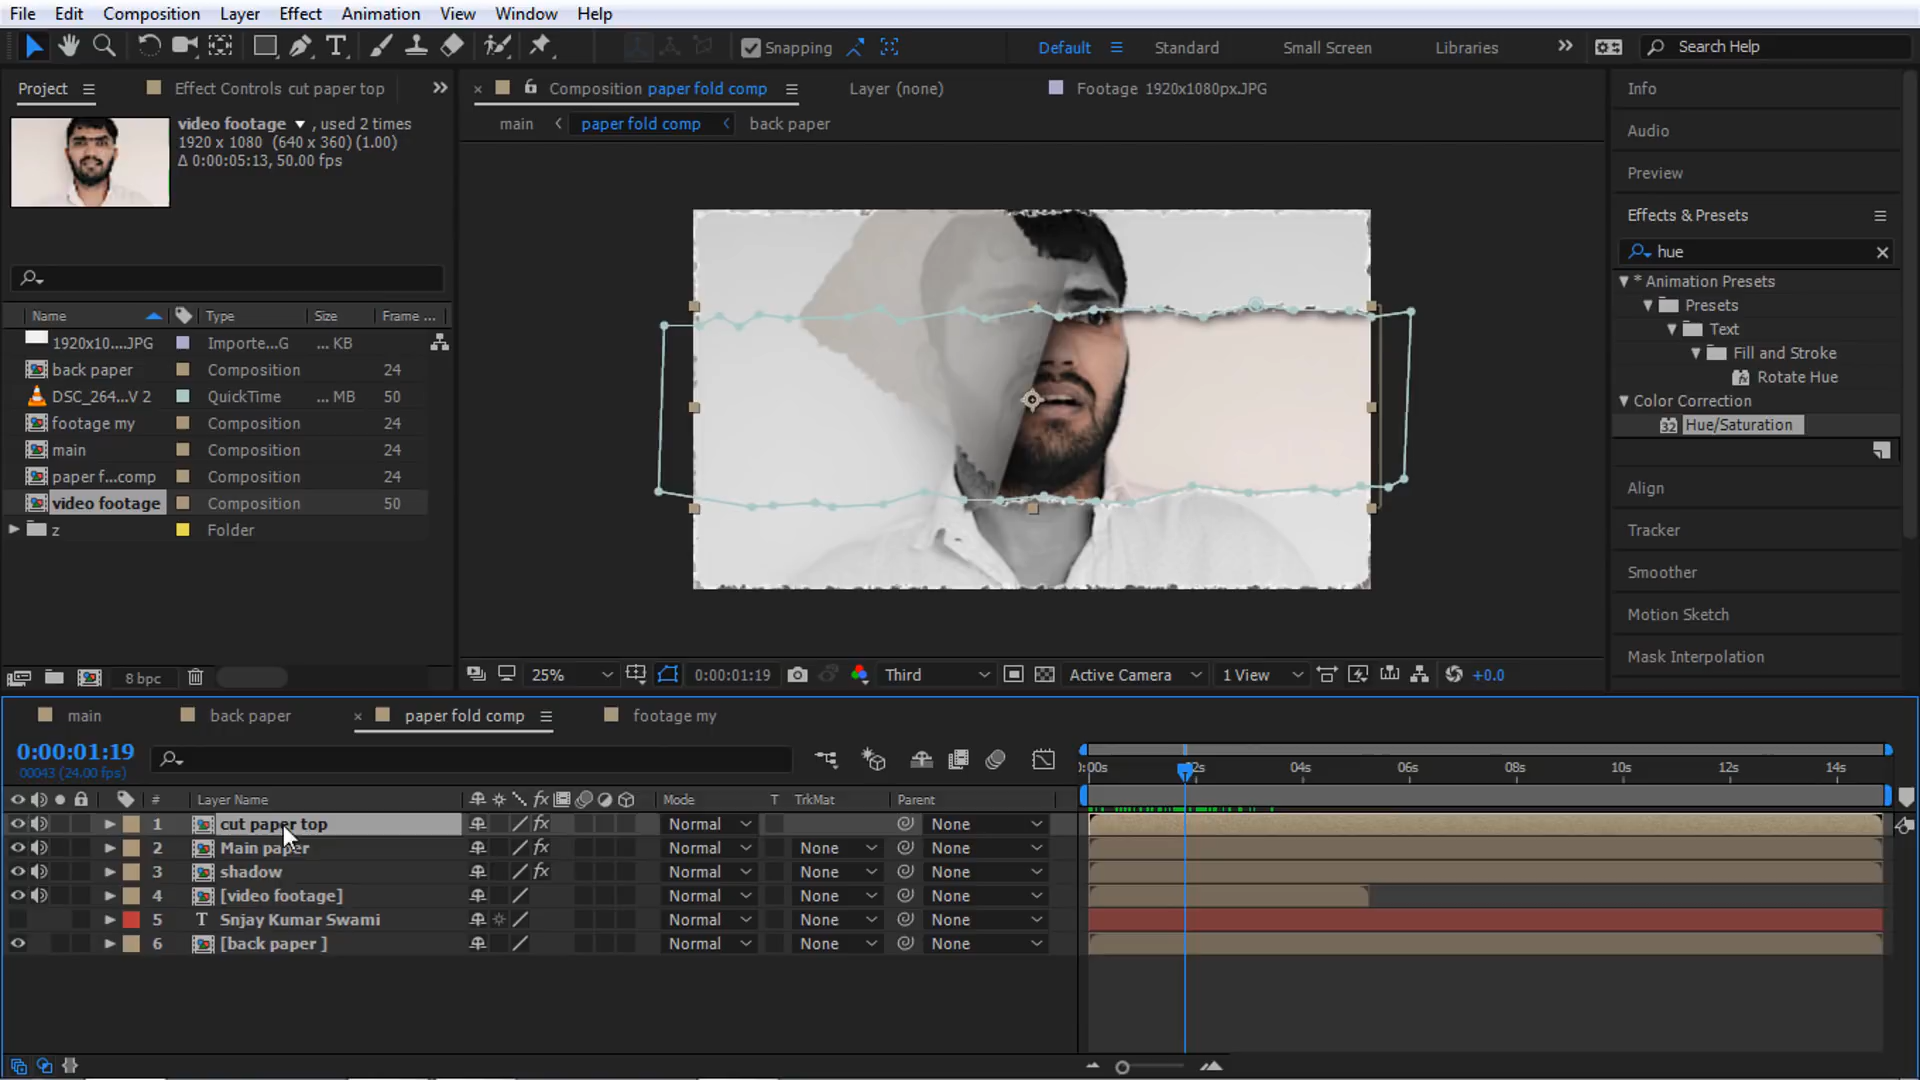 File Edit Composition Layer Effect Animation View Window Help
Snapping Default Standard Small Screen Libraries Search Help
Project Effect Controls cut paper top
Composition paper fold comp Layer (none) Footage 1920x1080px.JPG
Info
video footage , used 2 times
1920 x 1080 (640 x 360) (1.00)
Δ 0:00:05:13, 50.00 fps
main paper fold comp back paper
Audio
Preview
Effects & Presets
hue
* Animation Presets
Presets
Text
Fill and Stroke
Rotate Hue
Color Correction
32 Hue/Saturation
Align
Tracker
Smoother
Motion Sketch
Mask Interpolation
Name Type Size Frame ...
1920x10....JPG Importe...G ... KB
back paper Composition 24
DSC_264...V 2 QuickTime ... MB 50
footage my Composition 24
main Composition 24
paper f...comp Composition 24
video footage Composition 50
z Folder
8 bpc
25% 0:00:01:19 Third Active Camera 1 View +0.0
main back paper paper fold comp footage my
0:00:01:19
00043 (24.00 fps)
):00s 02s 04s 06s 08s 10s 12s 14s
# Layer Name fx Mode T TrkMat Parent
1 cut paper top fx Normal None
2 Main paper fx Normal None None
3 shadow fx Normal None None
4 [video footage] Normal None None
5 T Snjay Kumar Swami Normal None None
6 [back paper ] Normal None None